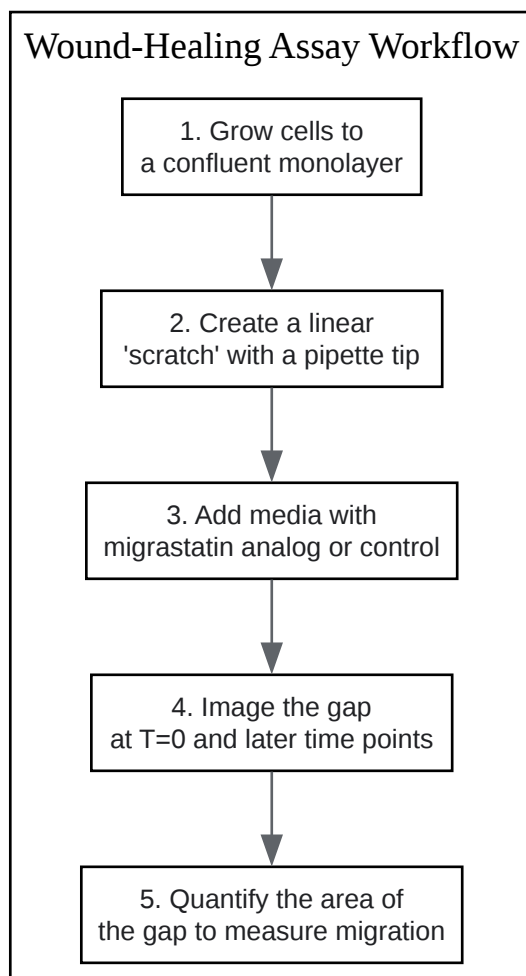 Wound-Healing Assay Workflow
1. Grow cells to
a confluent monolayer
2. Create a linear
'scratch' with a pipette tip
3. Add media with
migrastatin analog or control
4. Image the gap
at T=0 and later time points
5. Quantify the area of
the gap to measure migration